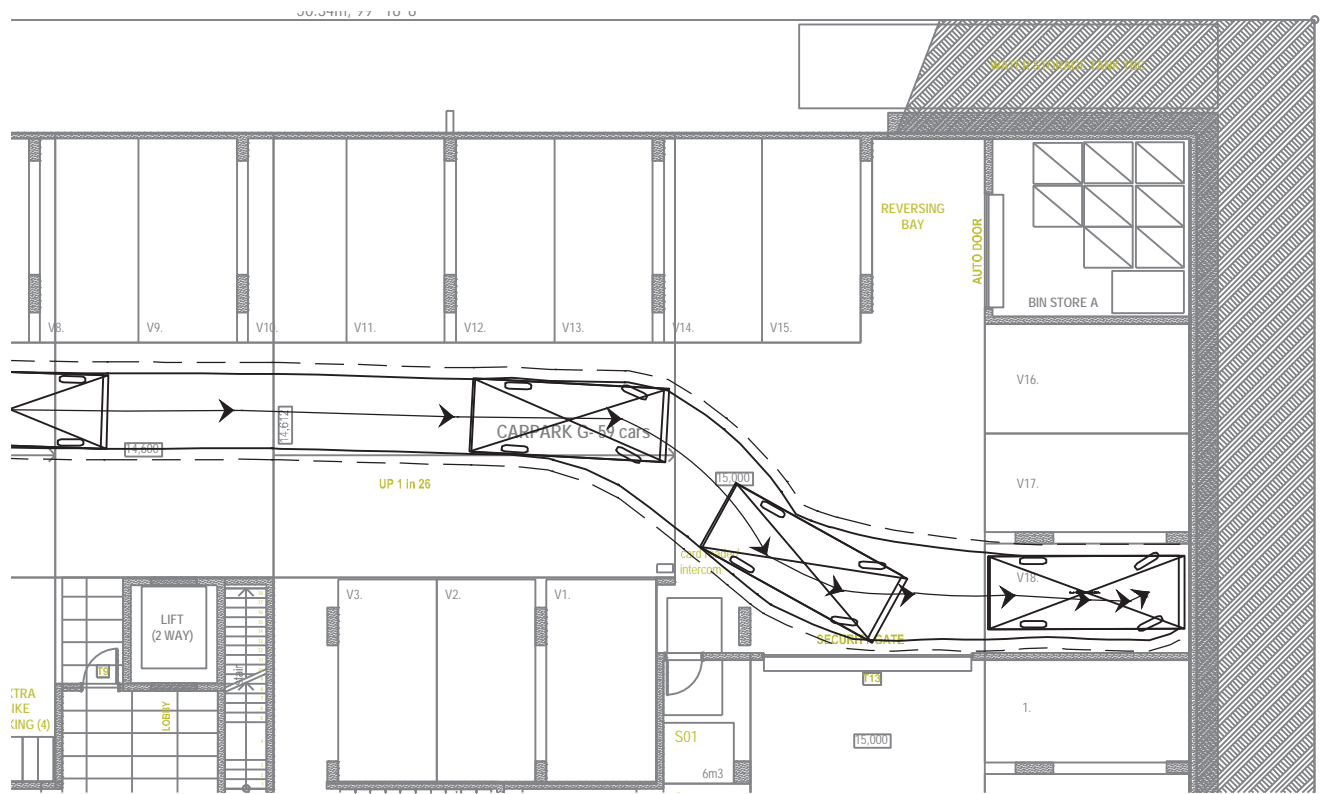 REVERSING
BAY
AUTO DOOR
BIN STORE A
V8.
V9.
V10.
V11.
V12.
V13.
V14.
V15.
V16.
14,612
CARPARK G- 59 cars
14,600
UP 1 in 26
15,000
V17.
intercom
V18.
V3.
V2.
V1.
LIFT
(2 WAY)
SECURITY GATE
T9
T13
stair
LOBBY
1.
S01
15,000
6m3